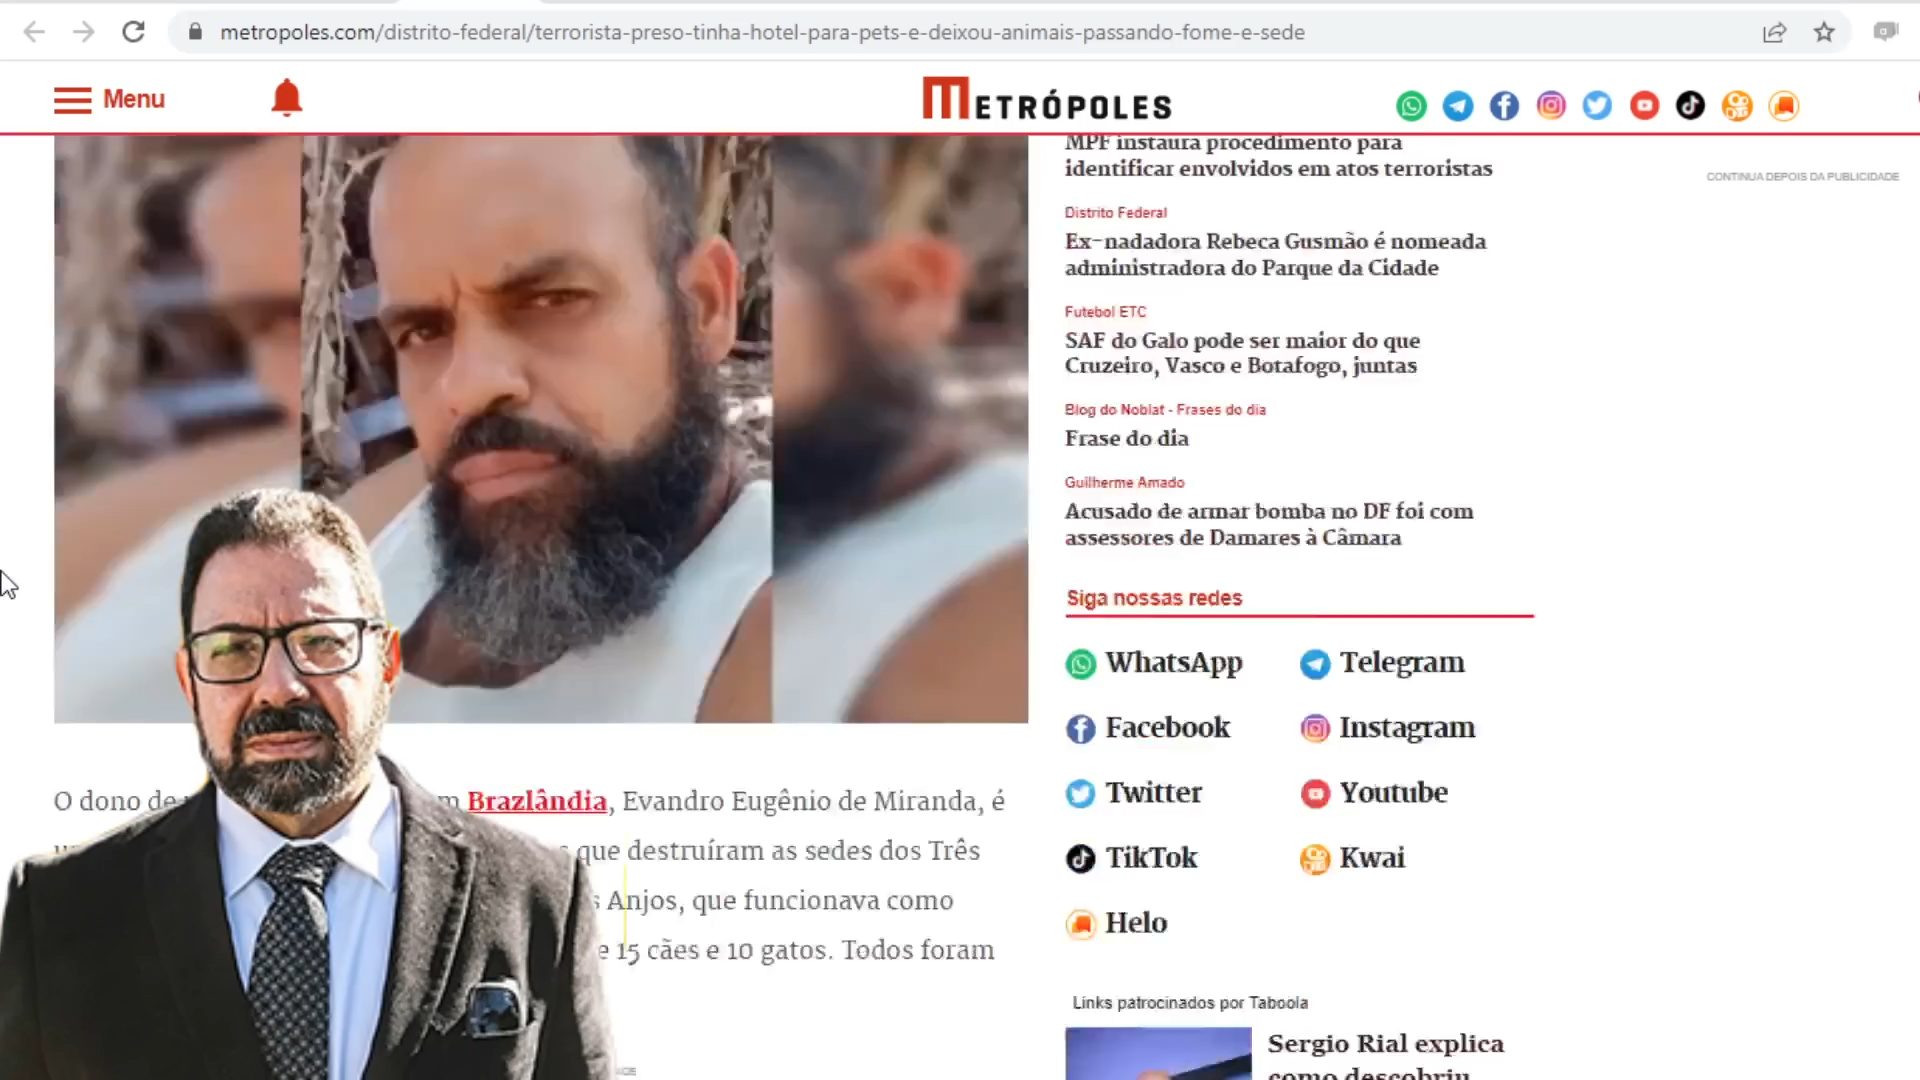 metropoles.com/distrito-federal/terrorista-preso-tinha-hotel-para-pets-e-deixou-animais-passando-fome-e-sede
Menu
METRÓPOLES
MPF instaura procedimento para
identificar envolvidos em atos terroristas
CONTINUA DEPOIS DA PUBLICIDADE
Distrito Federal
Ex-nadadora Rebeca Gusmão é nomeada
administradora do Parque da Cidade
Futebol ETC
SAF do Galo pode ser maior do que
Cruzeiro, Vasco e Botafogo, juntas
Blog do Noblat - Frases do dia
Frase do dia
Guilherme Amado
Acusado de armar bomba no DF foi com
assessores de Damares à Câmara
Siga nossas redes
WhatsApp
Telegram
Facebook
Instagram
Twitter
Youtube
TikTok
Kwai
Helo
O dono de
Brazlândia, Evandro Eugênio de Miranda, é
que destruíram as sedes dos Três
Anjos, que funcionava como
e 15 cães e 10 gatos. Todos foram
Links patrocinados por Taboola
Sergio Rial explica
como descobriu